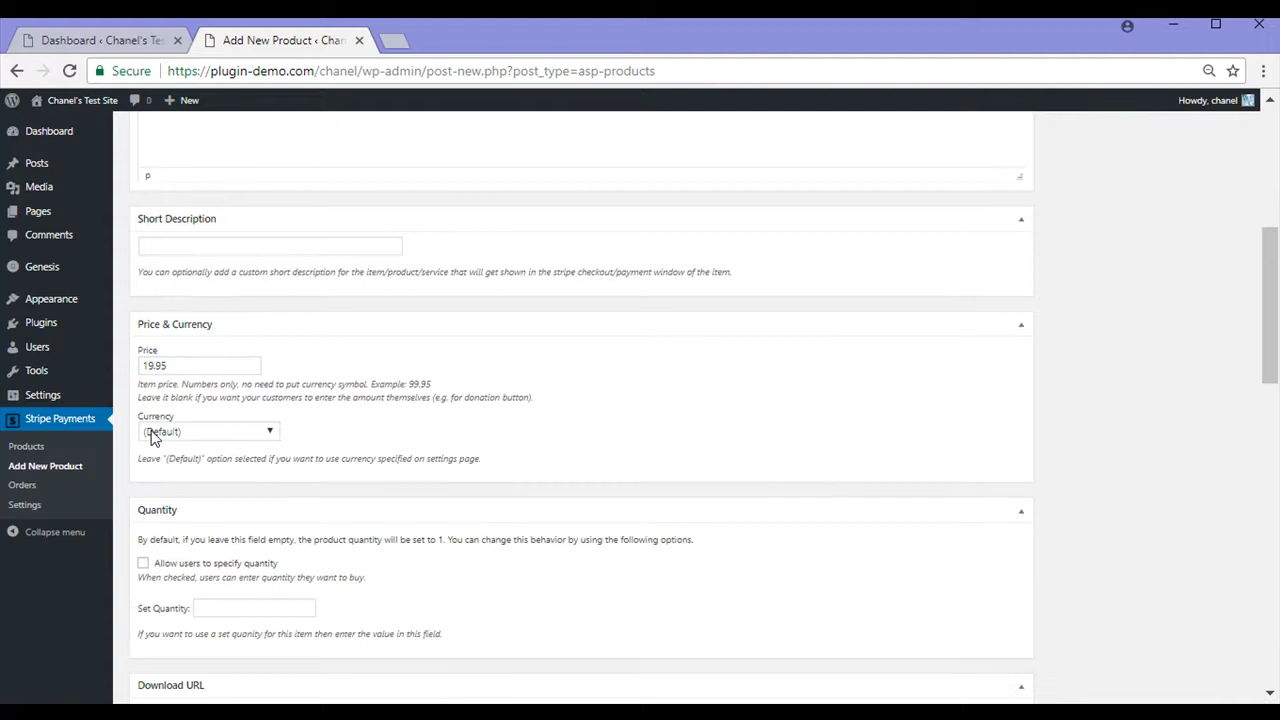 Dashboard ‹ Chanel's Tes
Add New Product ‹ Chan
Secure
https://plugin-demo.com/chanel/wp-admin/post-new.php?post_type=asp-products
Chanel's Test Site
0
New
Howdy, chanel
Dashboard
Posts
Media
Pages
Comments
Genesis
Appearance
Plugins
Users
Tools
Settings
Stripe Payments
Products
Add New Product
Orders
Settings
Collapse menu
p
Short Description
You can optionally add a custom short description for the item/product/service that will get shown in the stripe checkout/payment window of the item.
Price & Currency
Price
19.95
Item price. Numbers only, no need to put currency symbol. Example: 99.95
Leave it blank if you want your customers to enter the amount themselves (e.g. for donation button).
Currency
(Default)
Leave "(Default)" option selected if you want to use currency specified on settings page.
Quantity
By default, if you leave this field empty, the product quantity will be set to 1. You can change this behavior by using the following options.
Allow users to specify quantity
When checked, users can enter quantity they want to buy.
Set Quantity:
If you want to use a set quanity for this item then enter the value in this field.
Download URL